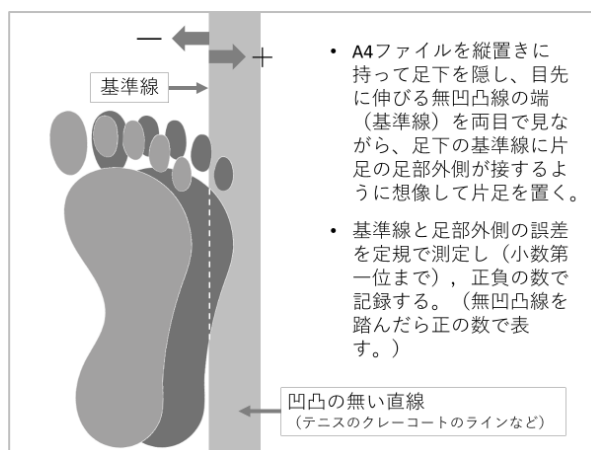 －
＋
基準線
• A4ファイルを縦置きに
持って足下を隠し、目先
に伸びる無凹凸線の端
（基準線）を両目で見な
がら、足下の基準線に片
足の足部外側が接するよ
うに想像して片足を置く。
• 基準線と足部外側の誤差
を定規で測定し（小数第
一位まで）, 正負の数で
記録する。（無凹凸線を
踏んだら正の数で表
す。）
凹凸の無い直線
（テニスのクレーコートのラインなど）